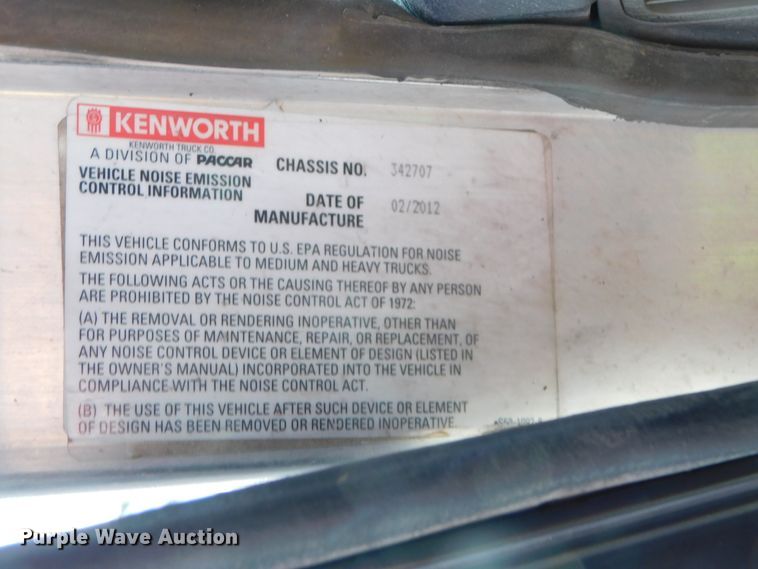 KENWORTH
KENWORTH TRUCK CO.
A DIVISION OF PACCAR
CHASSIS NO. 342707
VEHICLE NOISE EMISSION
CONTROL INFORMATION
DATE OF
MANUFACTURE 02/2012
THIS VEHICLE CONFORMS TO U.S. EPA REGULATION FOR NOISE
EMISSION APPLICABLE TO MEDIUM AND HEAVY TRUCKS.
THE FOLLOWING ACTS OR THE CAUSING THEREOF BY ANY PERSON
ARE PROHIBITED BY THE NOISE CONTROL ACT OF 1972:
(A) THE REMOVAL OR RENDERING INOPERATIVE, OTHER THAN
FOR PURPOSES OF MAINTENANCE, REPAIR, OR REPLACEMENT, OF
ANY NOISE CONTROL DEVICE OR ELEMENT OF DESIGN (LISTED IN
THE OWNER'S MANUAL) INCORPORATED INTO THE VEHICLE IN
COMPLIANCE WITH THE NOISE CONTROL ACT.
(B) THE USE OF THIS VEHICLE AFTER SUCH DEVICE OR ELEMENT
OF DESIGN HAS BEEN REMOVED OR RENDERED INOPERATIVE.
Purple Wave Auction